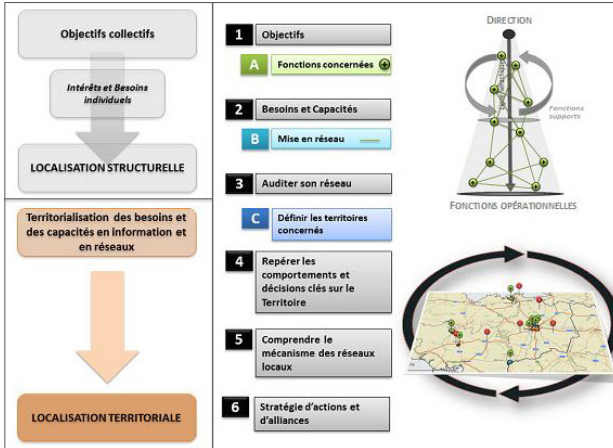 Objectifs collectifs
Intérêts et Besoins
individuels
LOCALISATION STRUCTURELLE
Territorialisation des besoins et
des capacités en information et
en réseaux
LOCALISATION TERRITORIALE
1 Objectifs
A Fonctions concernées
2 Besoins et Capacités
B Mise en réseau
3 Auditer son réseau
C Définir les territoires
concernés
4 Repérer les
comportements et
décisions clés sur le
Territoire
5 Comprendre le
mécanisme des réseaux
locaux
6 Stratégie d'actions et
d'alliances
DIRECTION
Fonctions
supports
FONCTIONS OPÉRATIONNELLES